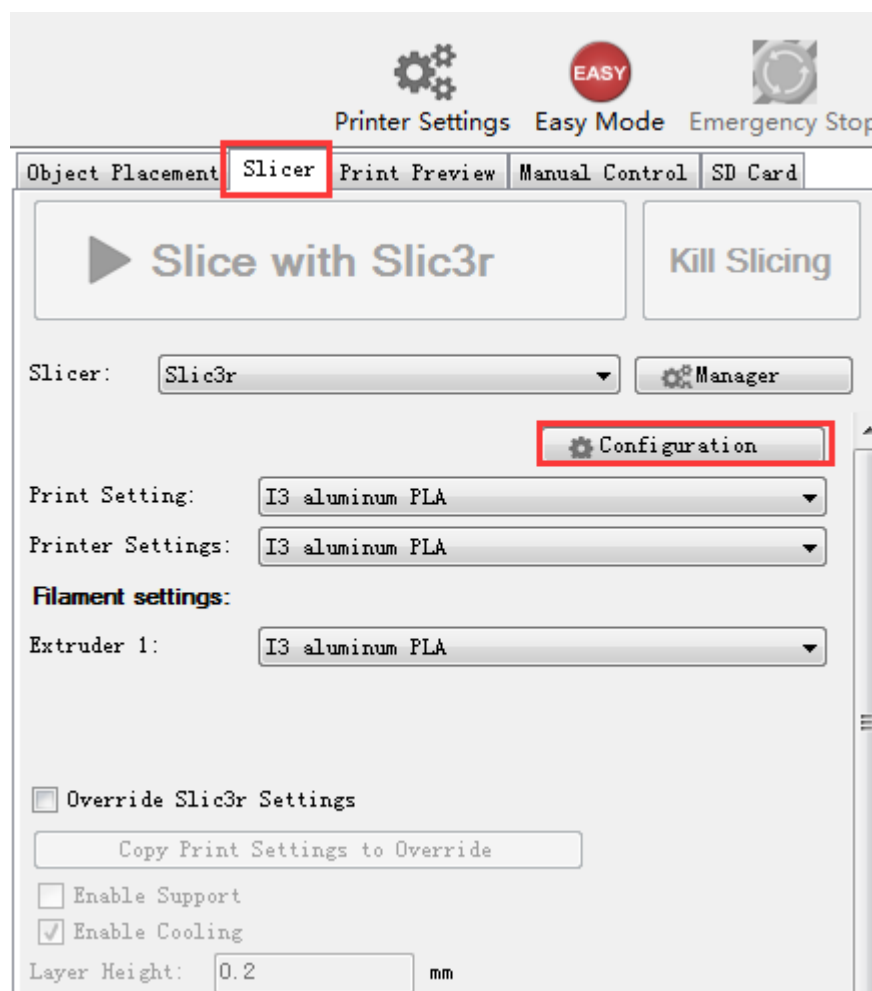 EASY
Printer Settings Easy Mode Emergency Stop
Object Placement Slicer Print Preview Manual Control SD Card
Slice with Slic3r Kill Slicing
Slicer: Slic3r Manager
Configuration
Print Setting: I3 aluminum PLA
Printer Settings: I3 aluminum PLA
Filament settings:
Extruder 1: I3 aluminum PLA
Override Slic3r Settings
Copy Print Settings to Override
Enable Support
Enable Cooling
Layer Height: 0.2 mm